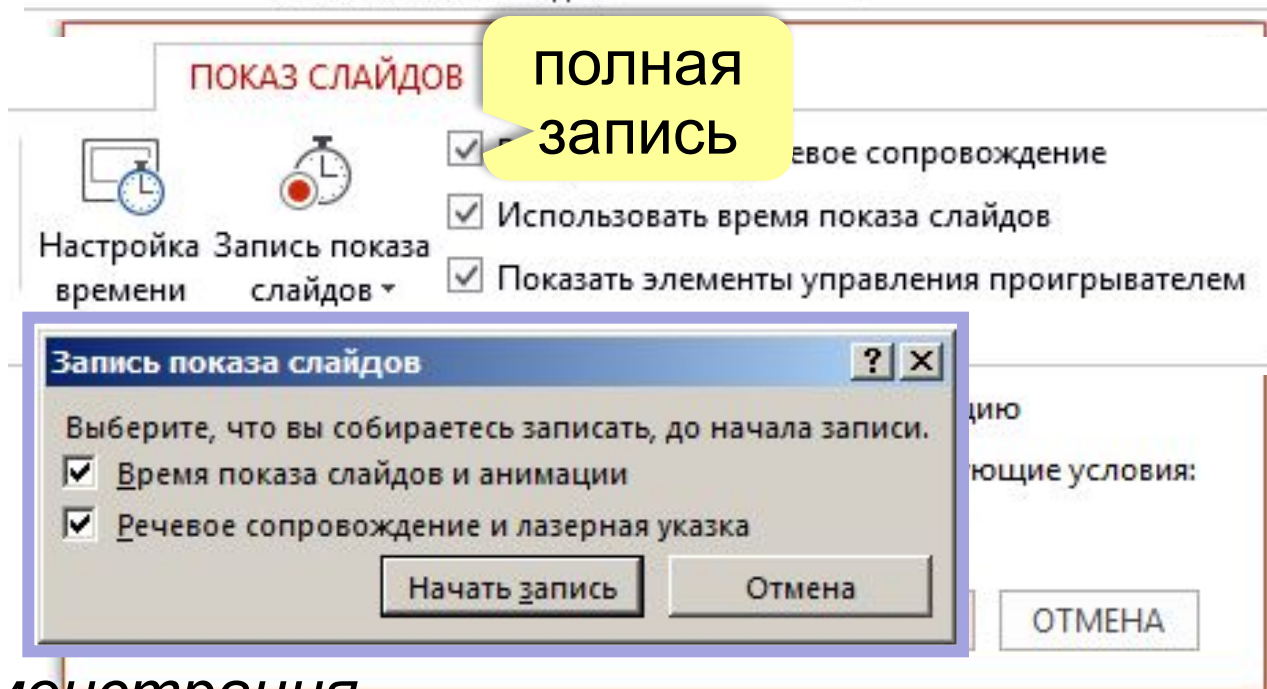 ПОКАЗ СЛАЙДОВ
полная
запись
евое сопровождение
Использовать время показа слайдов
Показать элементы управления проигрывателем
Настройка
времени
Запись показа
слайдов
Запись показа слайдов
Выберите, что вы собираетесь записать, до начала записи.
Время показа слайдов и анимации
Речевое сопровождение и лазерная указка
Начать запись
Отмена
цию
ующие условия:
ОТМЕНА